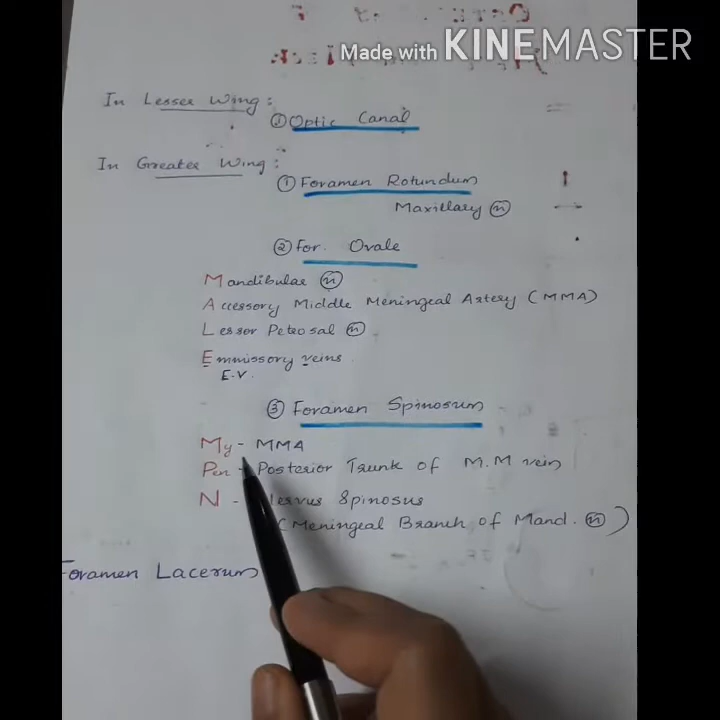 Made with KINEMASTER
In Lesser Wing:
① Optic Canal
In Greater Wing:
① Foramen Rotundum
Maxillary ⓝ
② For. Ovale
Mandibular ⓝ
Accessory Middle Meningeal Artery (MMA)
Lessor Petrosal ⓝ
Emmissory veins
E.V.
③ Foramen Spinosum
My - MMA
Pen - Posterior Trunk of M.M vein
N - Nervus Spinosus
(Meningeal Branch of Mand. ⓝ)
Foramen Lacerum